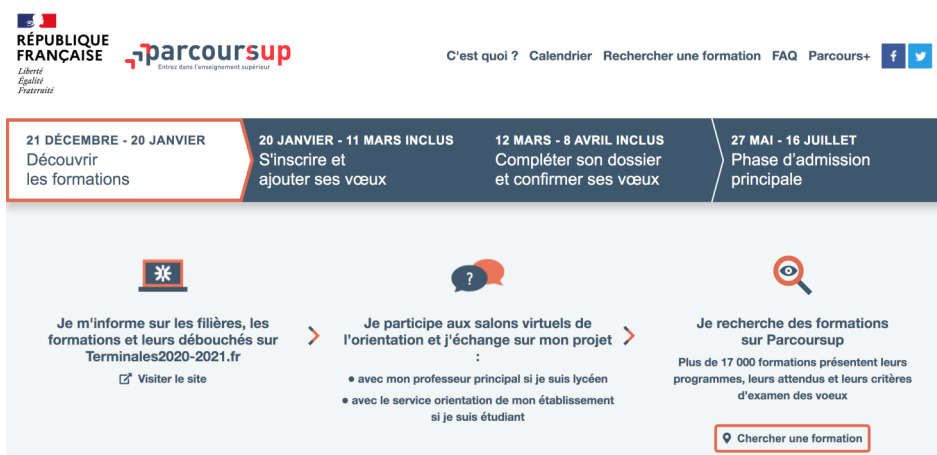 RÉPUBLIQUE
FRANÇAISE
Liberté
Égalité
Fraternité
parcoursup
Entrez dans l'enseignement supérieur
C'est quoi ? Calendrier Rechercher une formation FAQ Parcours+
21 DÉCEMBRE - 20 JANVIER
Découvrir
les formations
20 JANVIER - 11 MARS INCLUS
S'inscrire et
ajouter ses vœux
12 MARS - 8 AVRIL INCLUS
Compléter son dossier
et confirmer ses vœux
27 MAI - 16 JUILLET
Phase d'admission
principale
Je m'informe sur les filières, les
formations et leurs débouchés sur
Terminales2020-2021.fr
Visiter le site
?
Je participe aux salons virtuels de
l'orientation et j'échange sur mon projet
:
• avec mon professeur principal si je suis lycéen
• avec le service orientation de mon établissement
si je suis étudiant
Je recherche des formations
sur Parcoursup
Plus de 17 000 formations présentent leurs
programmes, leurs attendus et leurs critères
d'examen des voeux
Chercher une formation